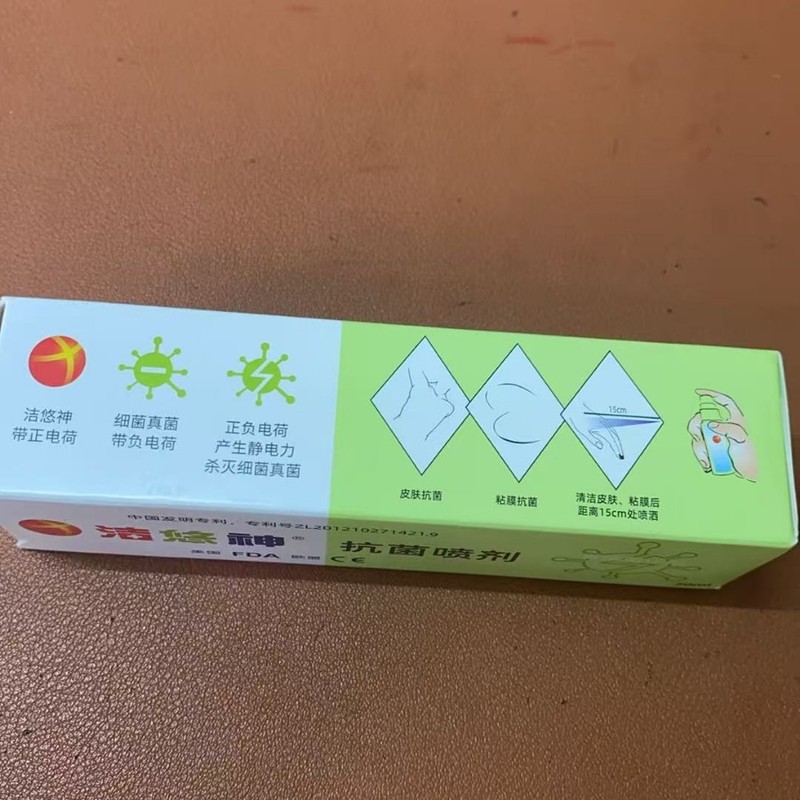 洁悠神
带正电荷
细菌真菌
带负电荷
正负电荷
产生静电力
杀灭细菌真菌
皮肤抗菌
粘膜抗菌
15cm
清洁皮肤、粘膜后
距离15cm处喷洒
中国发明专利，专利号ZL201210271421.9
洁悠神®
美国 FDA 欧盟 CE
抗菌喷剂